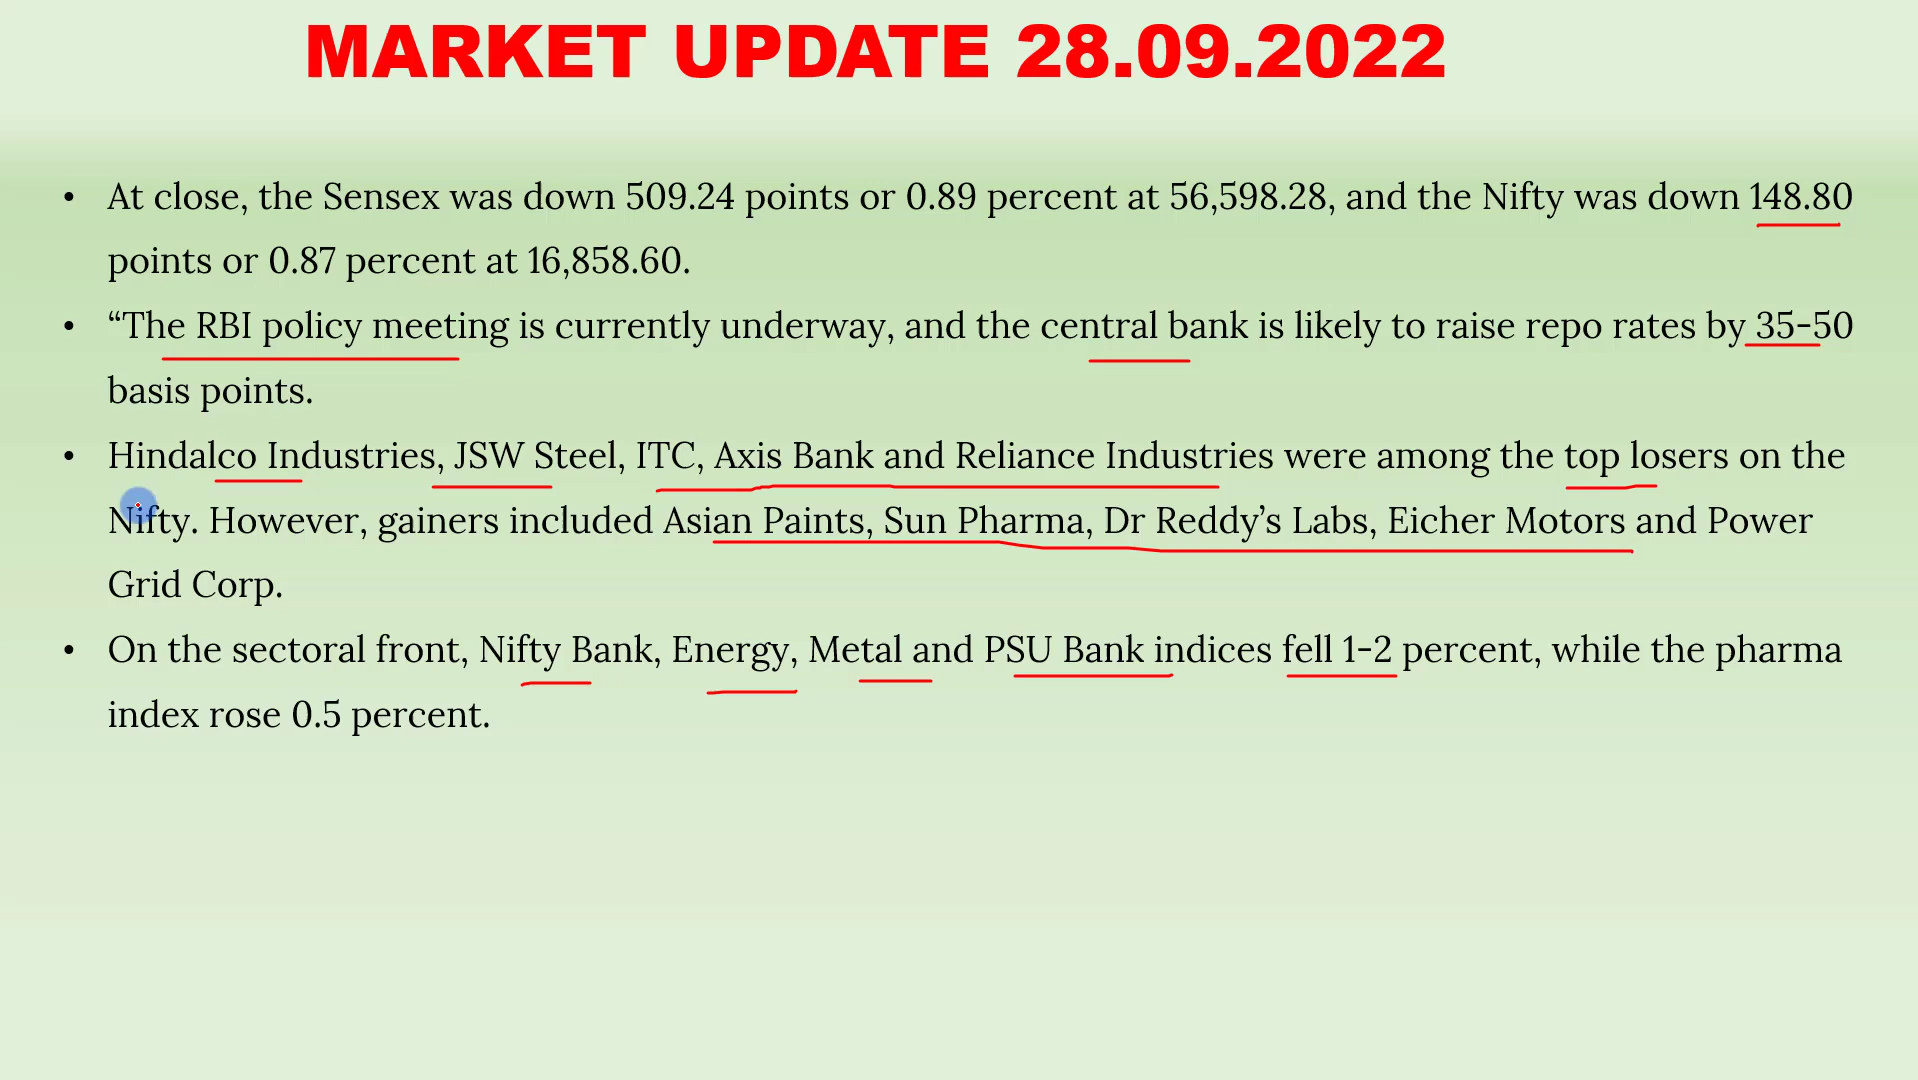 MARKET UPDATE 28.09.2022
• At close, the Sensex was down 509.24 points or 0.89 percent at 56,598.28, and the Nifty was down 148.80
points or 0.87 percent at 16,858.60.
• “The RBI policy meeting is currently underway, and the central bank is likely to raise repo rates by 35-50
basis points.
• Hindalco Industries, JSW Steel, ITC, Axis Bank and Reliance Industries were among the top losers on the
Nifty. However, gainers included Asian Paints, Sun Pharma, Dr Reddy’s Labs, Eicher Motors and Power
Grid Corp.
• On the sectoral front, Nifty Bank, Energy, Metal and PSU Bank indices fell 1-2 percent, while the pharma
index rose 0.5 percent.